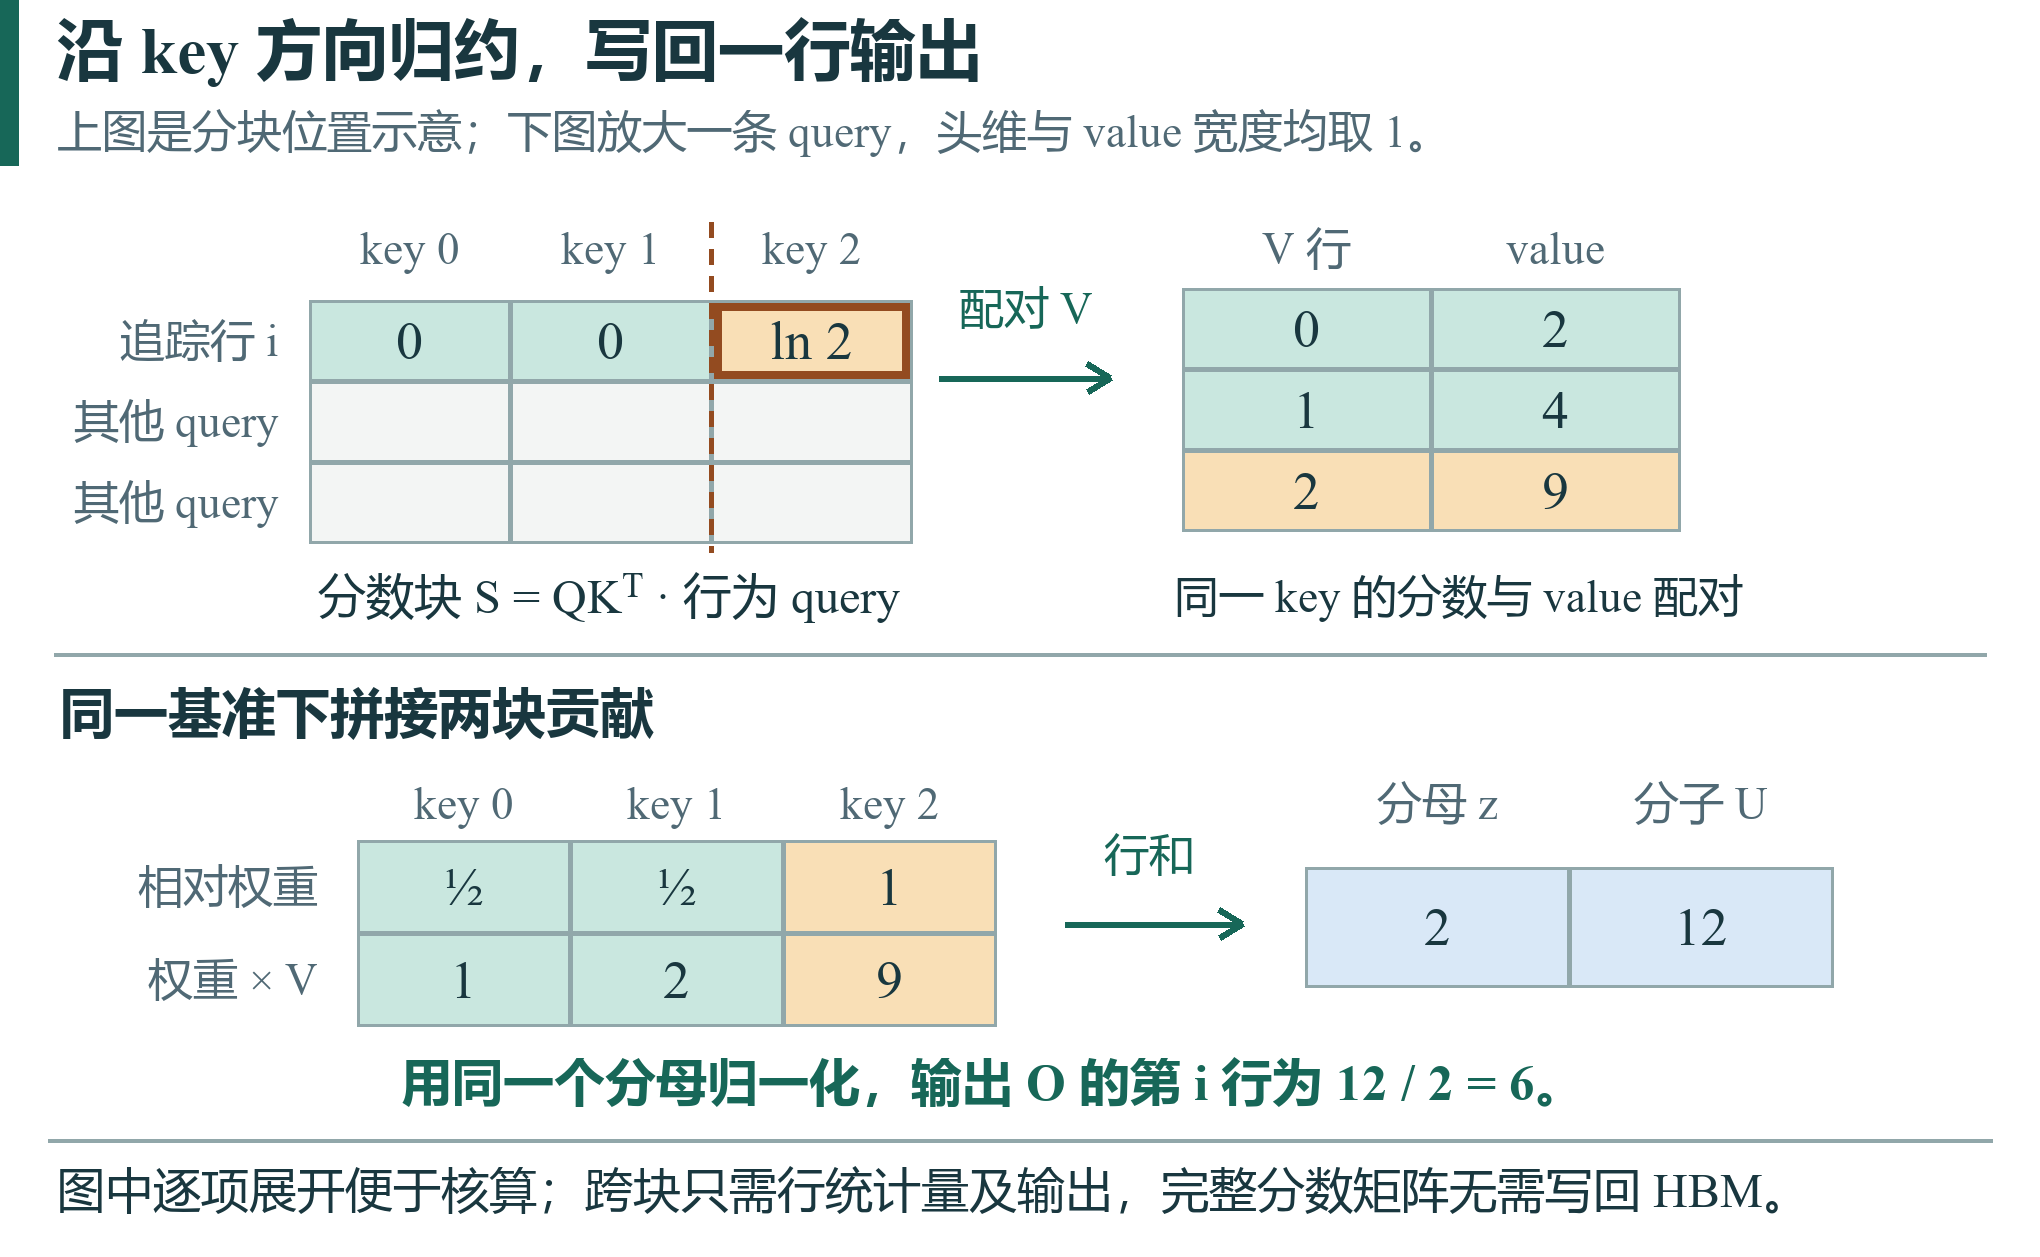 沿 key 方向归约，写回一行输出
上图是分块位置示意；下图放大一条 query，头维与 value 宽度均取 1。
key 0 key 1 key 2
追踪行 i 0 0 ln 2
其他 query
其他 query
分数块 S = QKᵀ · 行为 query
配对 V
V 行 value
0 2
1 4
2 9
同一 key 的分数与 value 配对
同一基准下拼接两块贡献
key 0 key 1 key 2
相对权重 ½ ½ 1
权重 × V 1 2 9
行和
分母 z 分子 U
2 12
用同一个分母归一化，输出 O 的第 i 行为 12 / 2 = 6。
图中逐项展开便于核算；跨块只需行统计量及输出，完整分数矩阵无需写回 HBM。